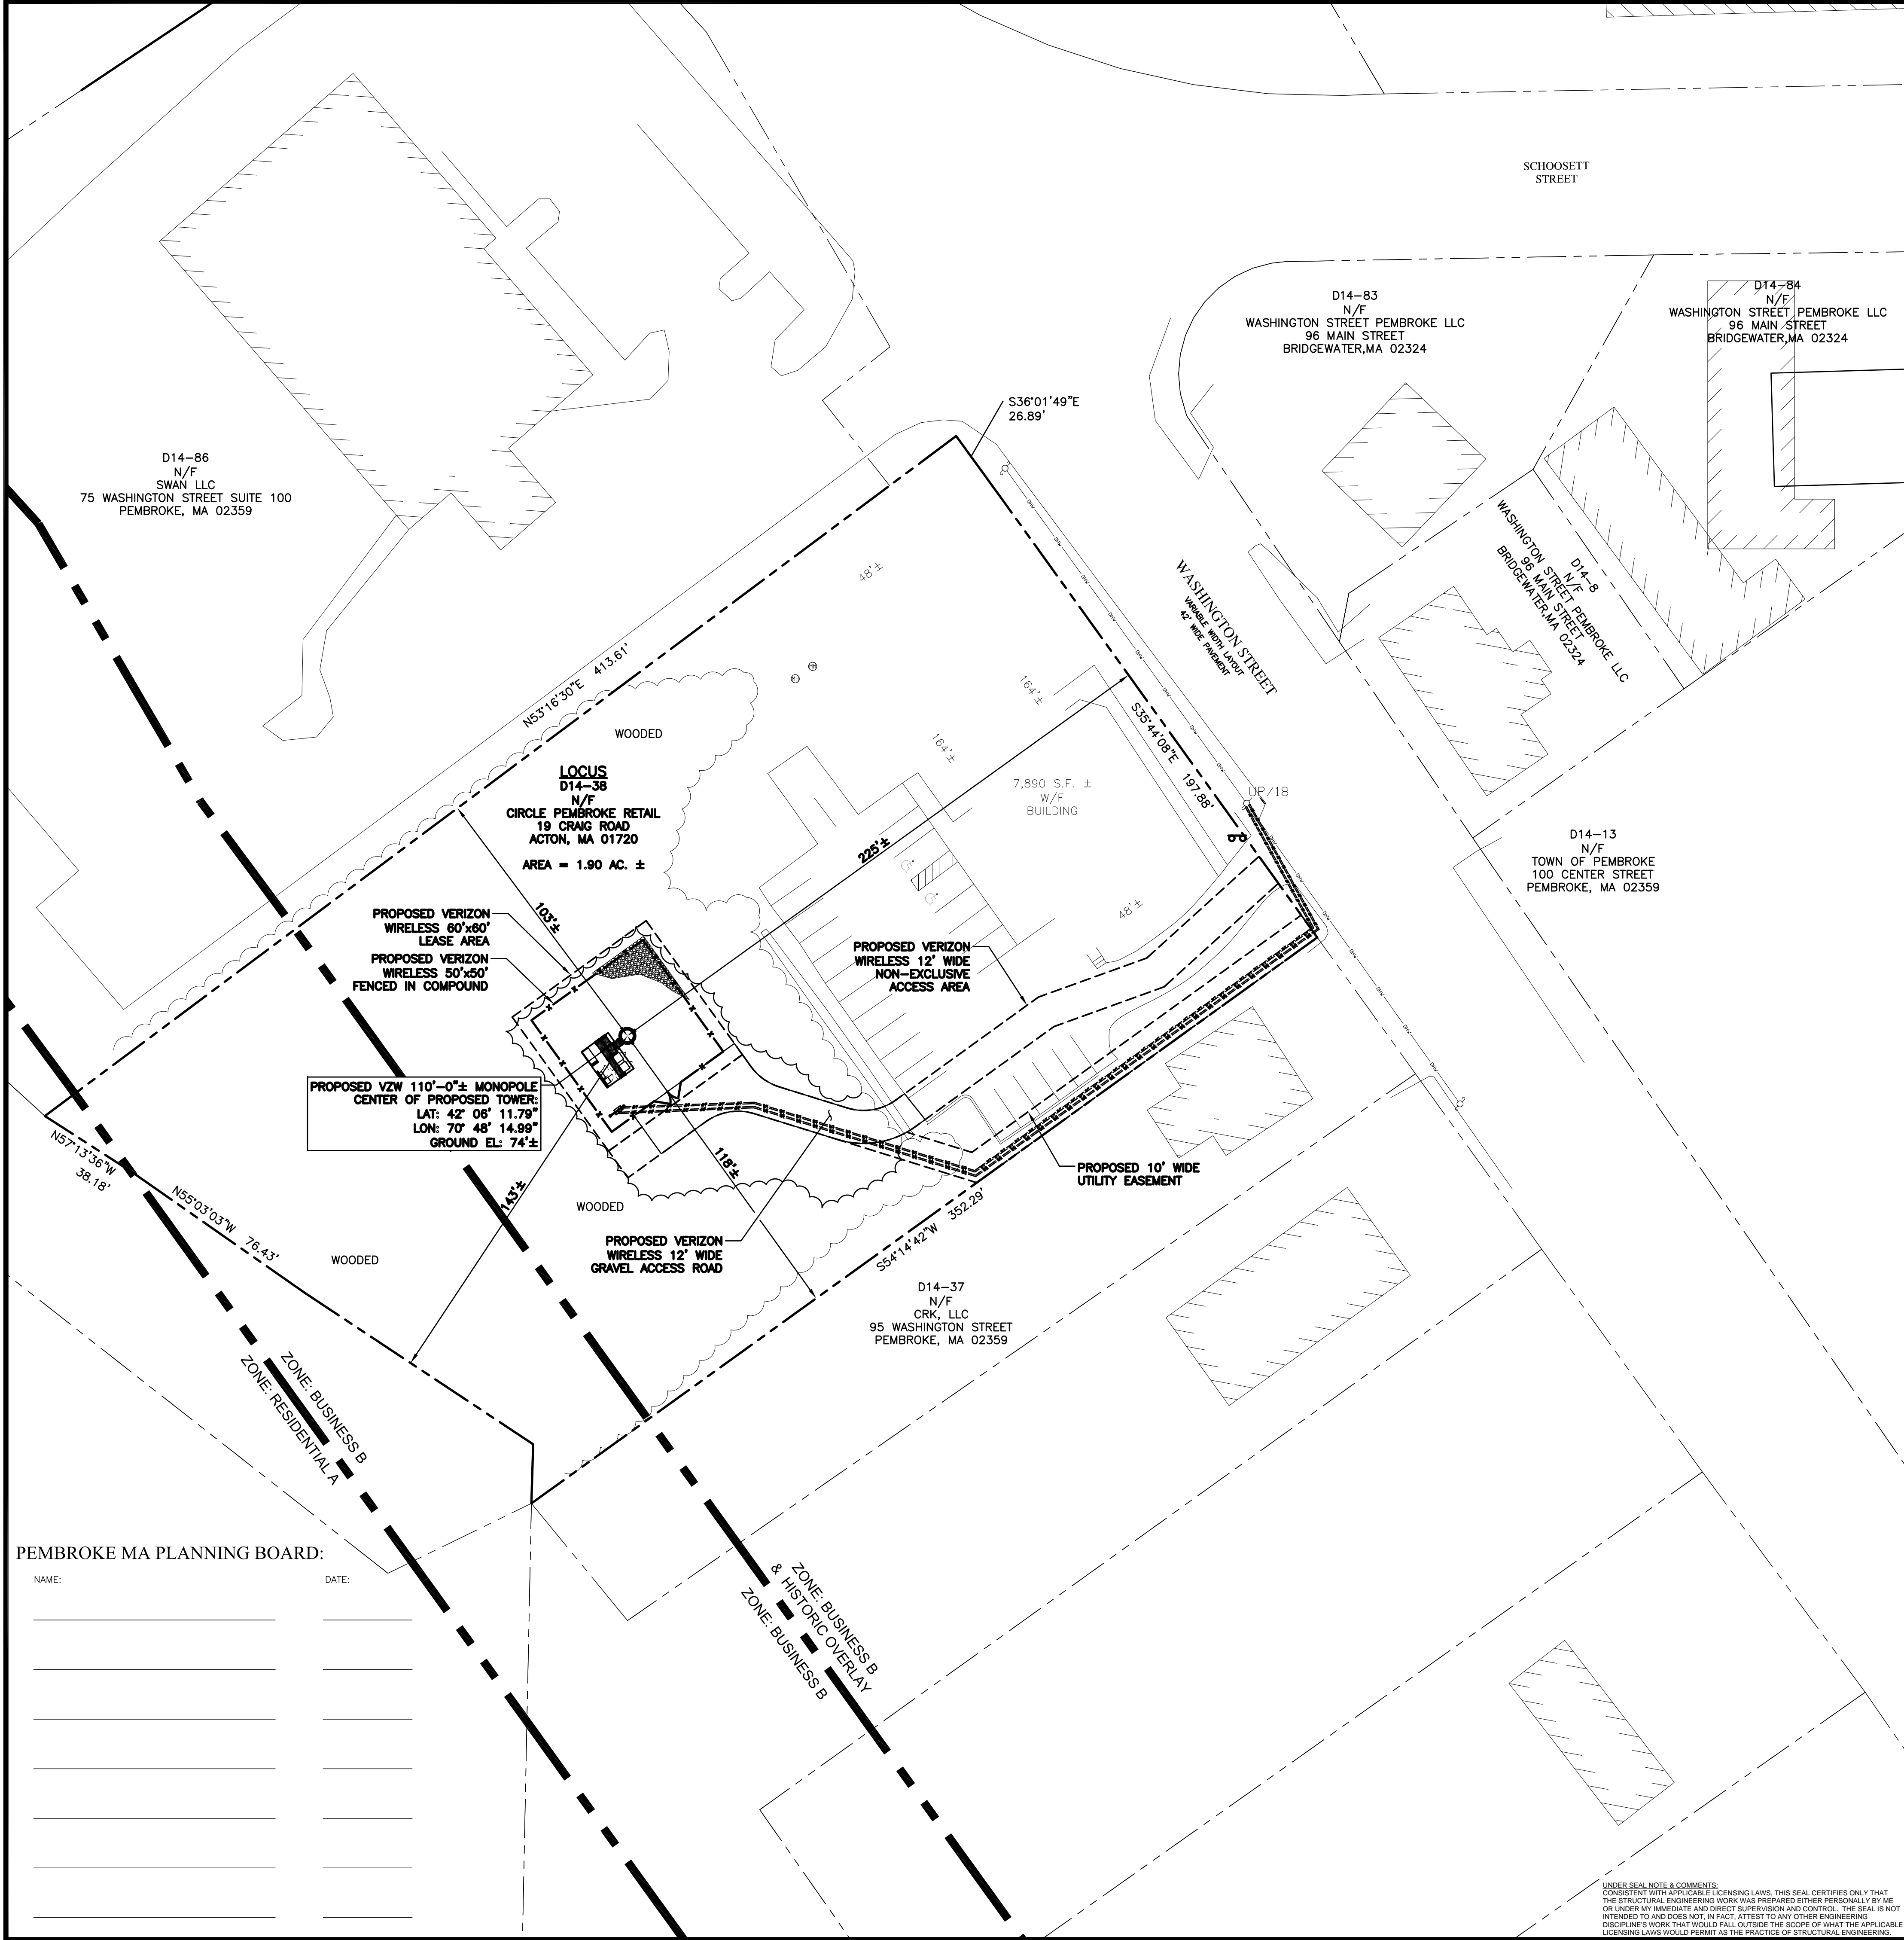 SCHOOSETT
STREET
D14-83
N/F
WASHINGTON STREET PEMBROKE LLC
96 MAIN STREET
BRIDGEWATER,MA 02324
D14-84
N/F
WASHINGTON STREET PEMBROKE LLC
96 MAIN STREET
BRIDGEWATER,MA 02324
S36°01'49"E
26.89'
D14-86
N/F
SWAN LLC
75 WASHINGTON STREET SUITE 100
PEMBROKE, MA 02359
D14-8
N/F
WASHINGTON STREET PEMBROKE LLC
96 MAIN STREET
BRIDGEWATER,MA 02324
WASHINGTON STREET
VARIABLE WIDTH LAYOUT
42' WIDE PAVEMENT
48'±
N53°16'30"E 413.61'
WOODED
164'±
164'±
S35°44'08"E 197.88'
LOCUS
D14-38
N/F
CIRCLE PEMBROKE RETAIL
19 CRAIG ROAD
ACTON, MA 01720
AREA = 1.90 AC. ±
7,890 S.F. ±
W/F
BUILDING
UP/18
225'±
D14-13
N/F
TOWN OF PEMBROKE
100 CENTER STREET
PEMBROKE, MA 02359
103'±
48'±
PROPOSED VERIZON
WIRELESS 60'x60'
LEASE AREA
PROPOSED VERIZON
WIRELESS 50'x50'
FENCED IN COMPOUND
PROPOSED VERIZON
WIRELESS 12' WIDE
NON-EXCLUSIVE
ACCESS AREA
PROPOSED VZW 110'-0"± MONOPOLE
CENTER OF PROPOSED TOWER:
LAT: 42° 06' 11.79"
LON: 70° 48' 14.99"
GROUND EL: 74'±
N57°13'36"W
38.18'
N55°03'03"W 76.43'
143'±
118'±
PROPOSED 10' WIDE
UTILITY EASEMENT
WOODED
WOODED
PROPOSED VERIZON
WIRELESS 12' WIDE
GRAVEL ACCESS ROAD
S54°14'42"W 352.29'
D14-37
N/F
CRK, LLC
95 WASHINGTON STREET
PEMBROKE, MA 02359
ZONE: BUSINESS B
ZONE: RESIDENTIAL A
ZONE: BUSINESS B
& HISTORIC OVERLAY
ZONE: BUSINESS B
PEMBROKE MA PLANNING BOARD:
NAME: DATE:
UNDER SEAL NOTE & COMMENTS:
CONSISTENT WITH APPLICABLE LICENSING LAWS, THIS SEAL CERTIFIES ONLY THAT
THE STRUCTURAL ENGINEERING WORK WAS PREPARED EITHER PERSONALLY BY ME
OR UNDER MY IMMEDIATE AND DIRECT SUPERVISION AND CONTROL. THE SEAL IS NOT
INTENDED TO AND DOES NOT, IN FACT, ATTEST TO ANY OTHER ENGINEERING
DISCIPLINE'S WORK THAT WOULD FALL OUTSIDE THE SCOPE OF WHAT THE APPLICABLE
LICENSING LAWS WOULD PERMIT AS THE PRACTICE OF STRUCTURAL ENGINEERING.